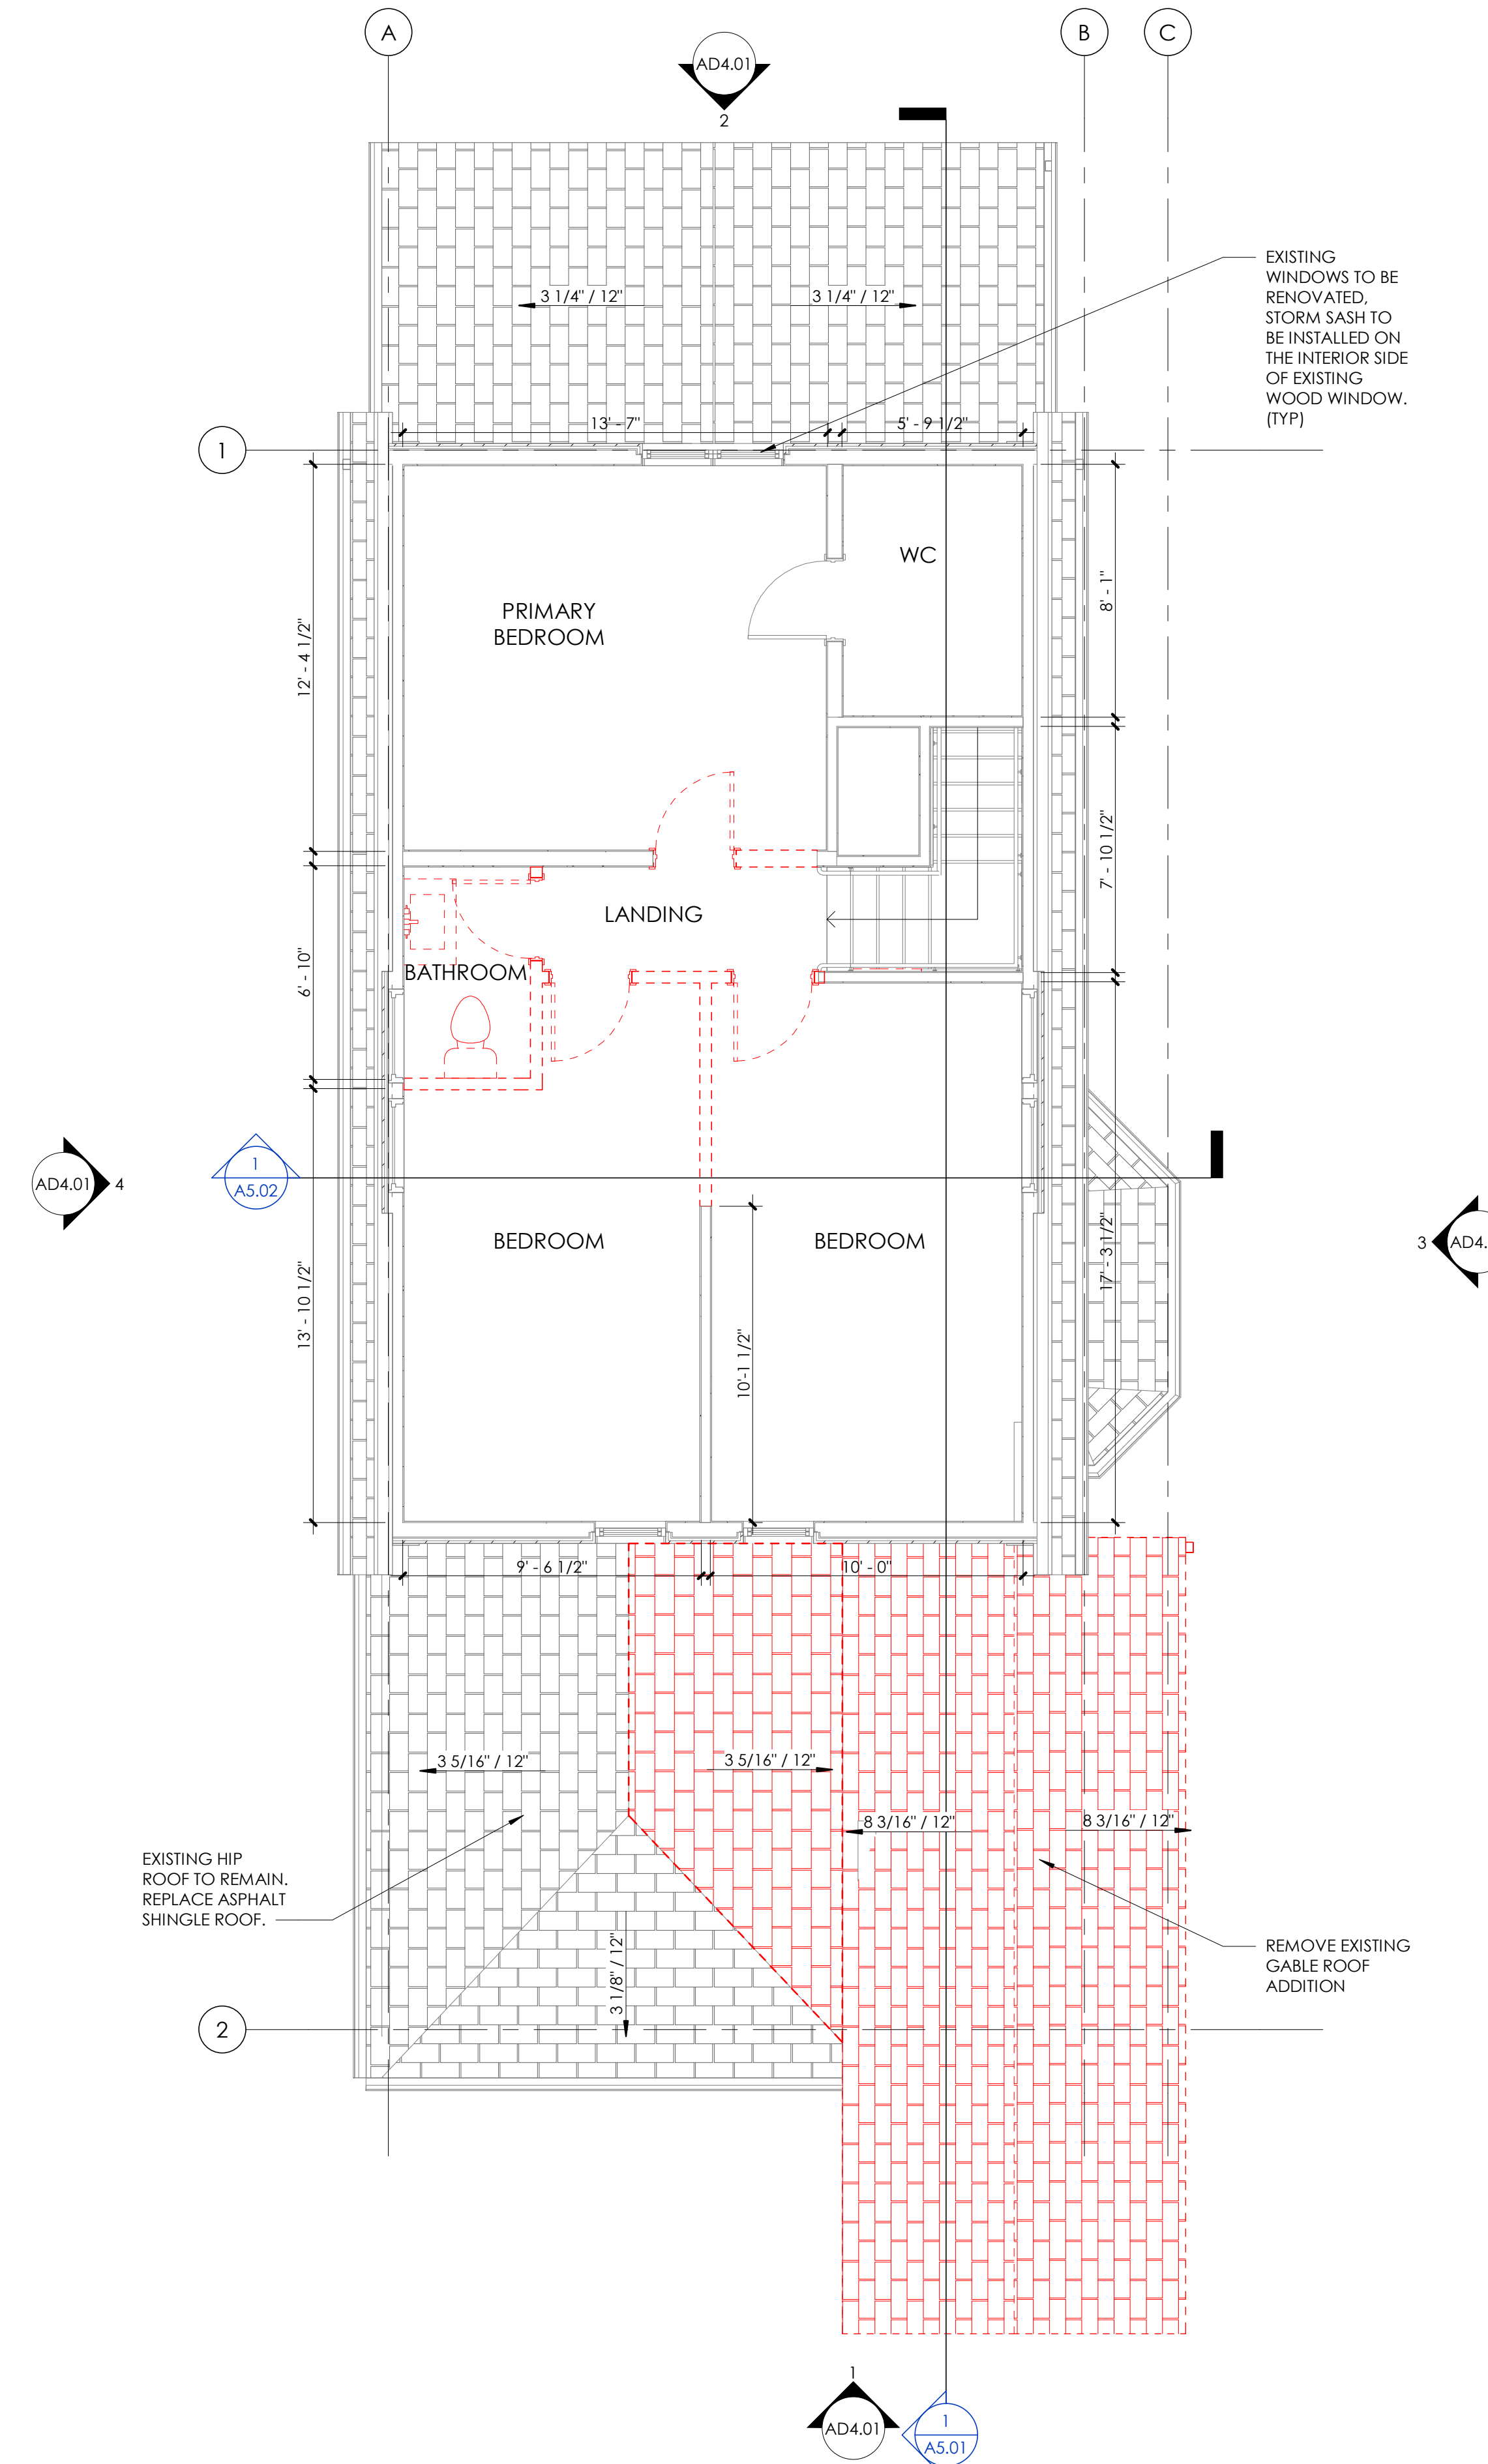 A
B
C
AD4.01
2
EXISTING
WINDOWS TO BE
RENOVATED,
STORM SASH TO
BE INSTALLED ON
THE INTERIOR SIDE
OF EXISTING
WOOD WINDOW.
(TYP)
3 1/4" / 12"
3 1/4" / 12"
13' - 7"
5' - 9 1/2"
1
WC
8' - 1"
PRIMARY
BEDROOM
12' - 4 1/2"
7' - 10 1/2"
LANDING
6' - 10"
BATHROOM
AD4.01
4
1
A5.02
BEDROOM
BEDROOM
17' - 3 1/2"
3
AD4.
13' - 10 1/2"
10'-1 1/2"
9' - 6 1/2"
10' - 0"
3 5/16" / 12"
3 5/16" / 12"
8 3/16" / 12"
8 3/16" / 12"
EXISTING HIP
ROOF TO REMAIN.
REPLACE ASPHALT
SHINGLE ROOF.
3 1/8" / 12"
REMOVE EXISTING
GABLE ROOF
ADDITION
2
1
AD4.01
1
A5.01